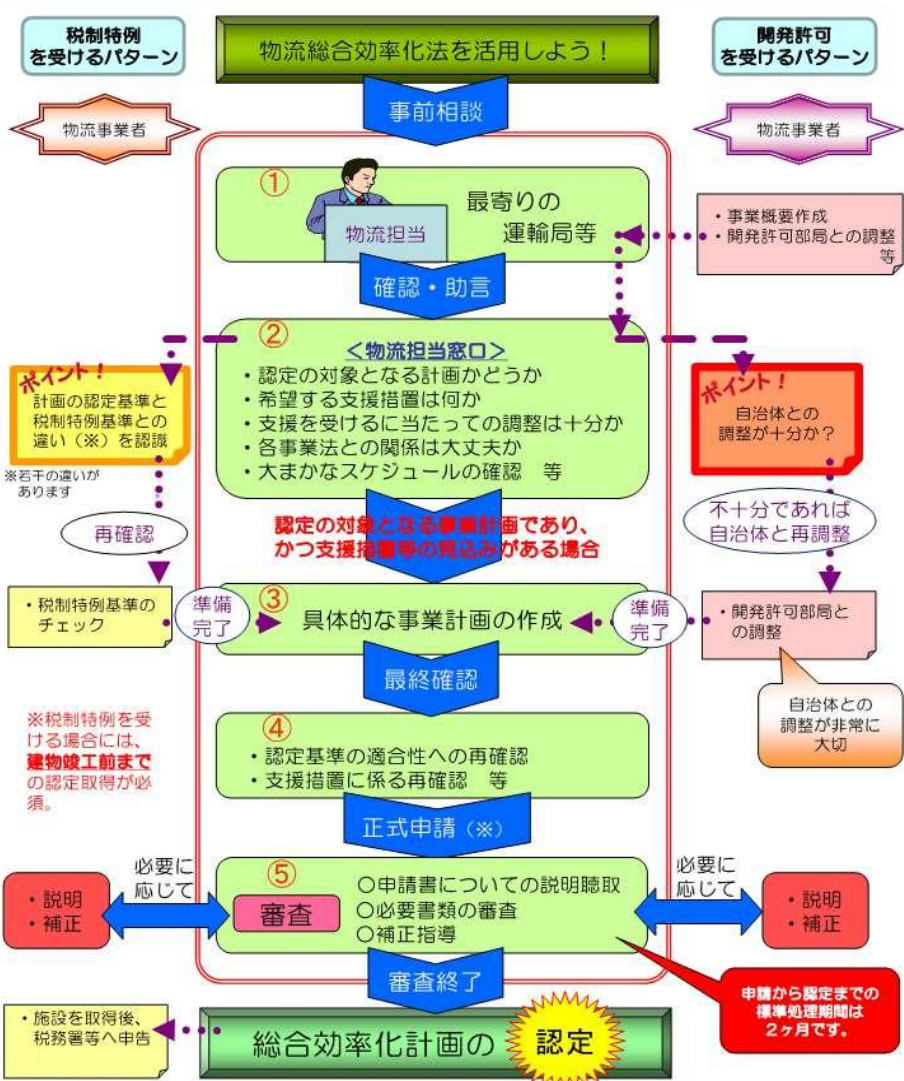 税制特例
を受けるパターン
物流総合効率化法を活用しよう！
開発許可
を受けるパターン
物流事業者
事前相談
物流事業者
①
物流担当
最寄りの
運輸局等
・事業概要作成
・開発許可部局との調整
等
確認・助言
②
＜物流担当窓口＞
・認定の対象となる計画かどうか
・希望する支援措置は何か
・支援を受けるに当たっての調整は十分か
・各事業法との関係は大丈夫か
・大まかなスケジュールの確認　等
ポイント！
計画の認定基準と
税制特例基準との
違い（※）を認識
※若干の違いが
あります
ポイント！
自治体との
調整が十分か？
再確認
認定の対象となる事業計画であり、
かつ支援措置等の見込みがある場合
不十分であれば
自治体と再調整
・税制特例基準の
チェック
準備
完了
③
具体的な事業計画の作成
準備
完了
・開発許可部局と
の調整
最終確認
自治体との
調整が非常に
大切
※税制特例を受
ける場合には、
建物竣工前まで
の認定取得が必
須。
④
・認定基準の適合性への再確認
・支援措置に係る再確認　等
正式申請（※）
・説明
・補正
必要に
応じて
⑤
審査
○申請書についての説明聴取
○必要書類の審査
○補正指導
必要に
応じて
・説明
・補正
審査終了
申請から認定までの
標準処理期間は
２ヶ月です。
・施設を取得後、
税務署等へ申告
総合効率化計画の
認定